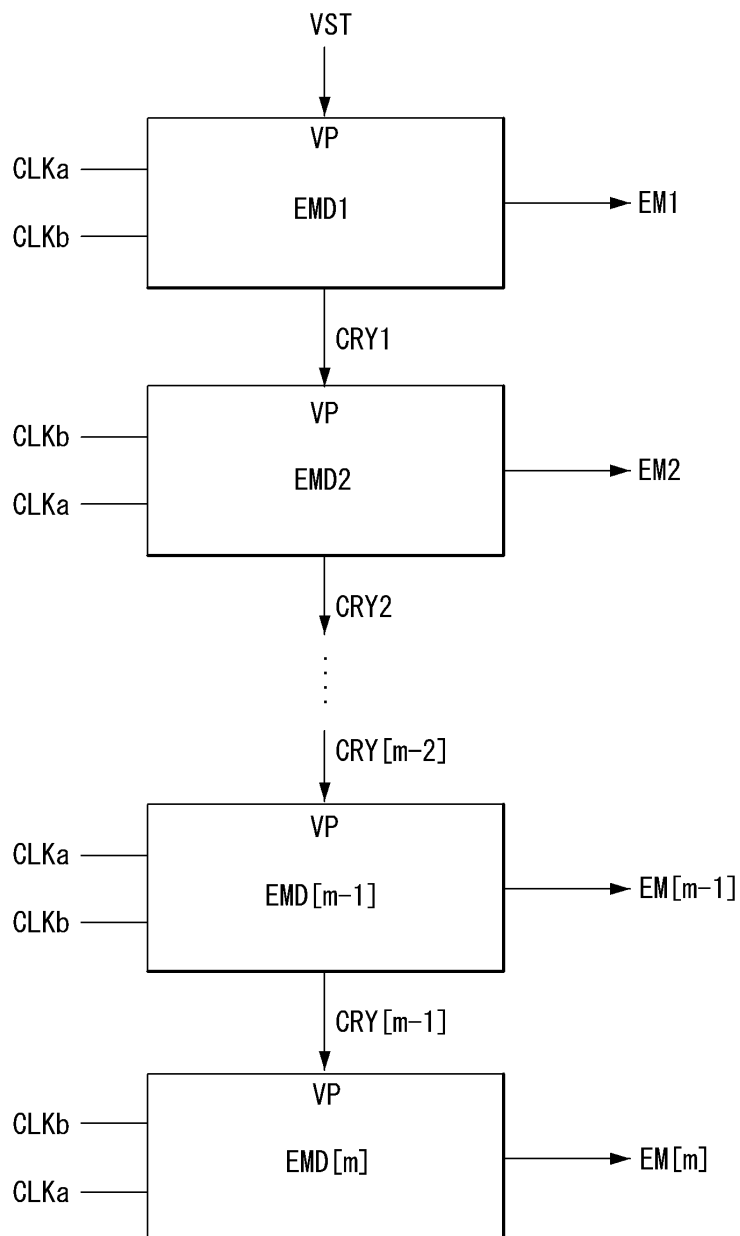 VST
VP
CLKa
EMD1
EM1
CLKb
CRY1
VP
CLKb
EMD2
EM2
CLKa
CRY2
CRY[m-2]
VP
CLKa
EMD[m-1]
EM[m-1]
CLKb
CRY[m-1]
VP
CLKb
EMD[m]
EM[m]
CLKa